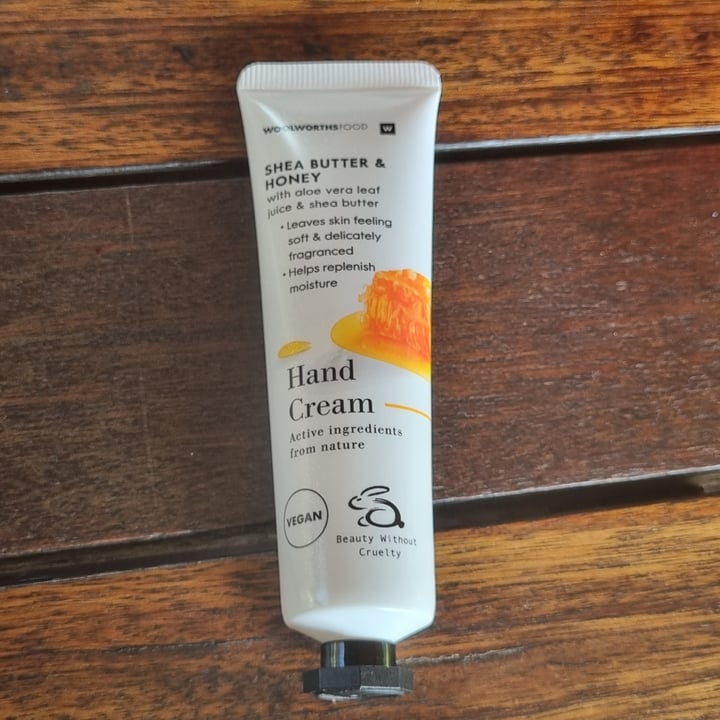 WOOLWORTHSFOOD W
SHEA BUTTER &
HONEY
with aloe vera leaf
juice & shea butter
• Leaves skin feeling
soft & delicately
fragranced
• Helps replenish
moisture
Hand
Cream
Active ingredients
from nature
VEGAN
Beauty Without
Cruelty